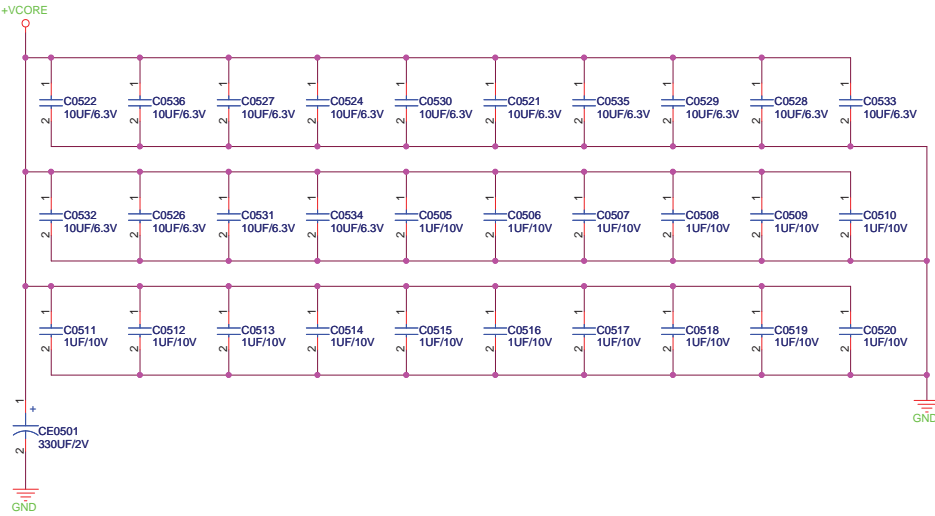 +VCORE
1 1 1 1 1 1 1 1 1 1
C0522 C0536 C0527 C0524 C0530 C0521 C0535 C0529 C0528 C0533
10UF/6.3V 10UF/6.3V 10UF/6.3V 10UF/6.3V 10UF/6.3V 10UF/6.3V 10UF/6.3V 10UF/6.3V 10UF/6.3V 10UF/6.3V
2 2 2 2 2 2 2 2 2 2
1 1 1 1 1 1 1 1 1 1
C0532 C0526 C0531 C0534 C0505 C0506 C0507 C0508 C0509 C0510
10UF/6.3V 10UF/6.3V 10UF/6.3V 10UF/6.3V 1UF/10V 1UF/10V 1UF/10V 1UF/10V 1UF/10V 1UF/10V
2 2 2 2 2 2 2 2 2 2
1 1 1 1 1 1 1 1 1 1
C0511 C0512 C0513 C0514 C0515 C0516 C0517 C0518 C0519 C0520
1UF/10V 1UF/10V 1UF/10V 1UF/10V 1UF/10V 1UF/10V 1UF/10V 1UF/10V 1UF/10V 1UF/10V
2 2 2 2 2 2 2 2 2 2
1
+
GND
CE0501
330UF/2V
2
GND